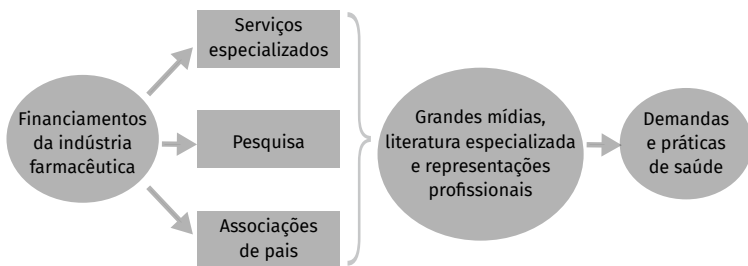 Financiamentos
da indústria
farmacêutica
Serviços
especializados
Pesquisa
Associações
de pais
Grandes mídias,
literatura especializada
e representações
profissionais
Demandas
e práticas
de saúde